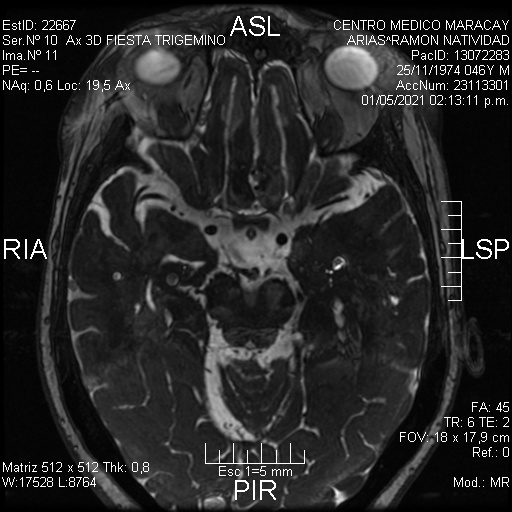 EstID: 22667
Ser.Nº 10 Ax 3D FIESTA TRIGEMINO
Ima.Nº 11
PE= --
NAq: 0,6 Loc: 19,5 Ax
ASL
CENTRO MEDICO MARACAY
ARIAS^RAMON NATIVIDAD
PacID: 13072283
25/11/1974 046Y M
AccNum: 23113301
01/05/2021 02:13:11 p.m.
RIA
LSP
FA: 45
TR: 6 TE: 2
FOV: 18 x 17,9 cm
Ref.: 0
Matriz 512 x 512 Thk: 0,8
W:17528 L:8764
Esc 1=5 mm
PIR
Mod.: MR